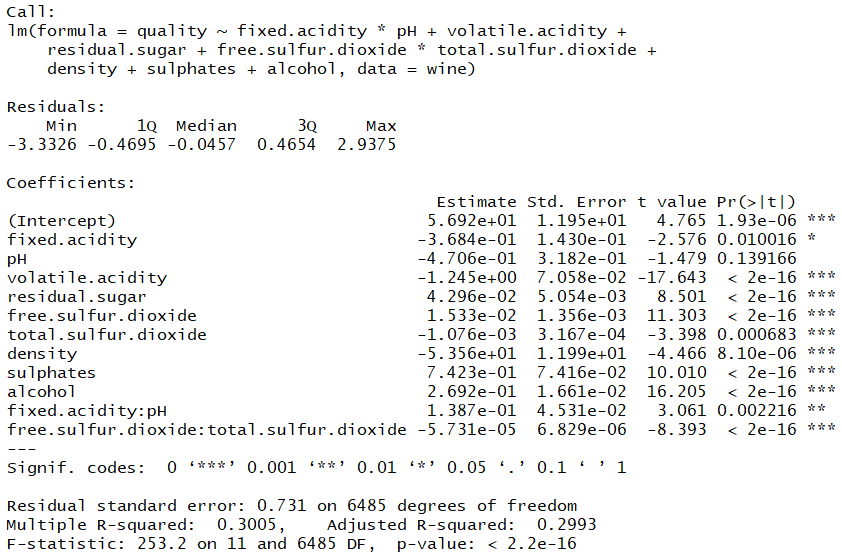 Call:
lm(formula = quality ~ fixed.acidity * pH + volatile.acidity +
    residual.sugar + free.sulfur.dioxide * total.sulfur.dioxide +
    density + sulphates + alcohol, data = wine)

Residuals:
    Min      1Q  Median      3Q     Max
-3.3326 -0.4695 -0.0457  0.4654  2.9375

Coefficients:
                                           Estimate Std. Error t value Pr(>|t|)
(Intercept)                               5.692e+01  1.195e+01   4.765 1.93e-06 ***
fixed.acidity                            -3.684e-01  1.430e-01  -2.576 0.010016 *
pH                                       -4.706e-01  3.182e-01  -1.479 0.139166
volatile.acidity                         -1.245e+00  7.058e-02 -17.643  < 2e-16 ***
residual.sugar                            4.296e-02  5.054e-03   8.501  < 2e-16 ***
free.sulfur.dioxide                       1.533e-02  1.356e-03  11.303  < 2e-16 ***
total.sulfur.dioxide                     -1.076e-03  3.167e-04  -3.398 0.000683 ***
density                                  -5.356e+01  1.199e+01  -4.466 8.10e-06 ***
sulphates                                 7.423e-01  7.416e-02  10.010  < 2e-16 ***
alcohol                                   2.692e-01  1.661e-02  16.205  < 2e-16 ***
fixed.acidity:pH                          1.387e-01  4.531e-02   3.061 0.002216 **
free.sulfur.dioxide:total.sulfur.dioxide -5.731e-05  6.829e-06  -8.393  < 2e-16 ***
---
Signif. codes:  0 ‘***’ 0.001 ‘**’ 0.01 ‘*’ 0.05 ‘.’ 0.1 ‘ ’ 1

Residual standard error: 0.731 on 6485 degrees of freedom
Multiple R-squared:  0.3005,    Adjusted R-squared:  0.2993
F-statistic: 253.2 on 11 and 6485 DF,  p-value: < 2.2e-16